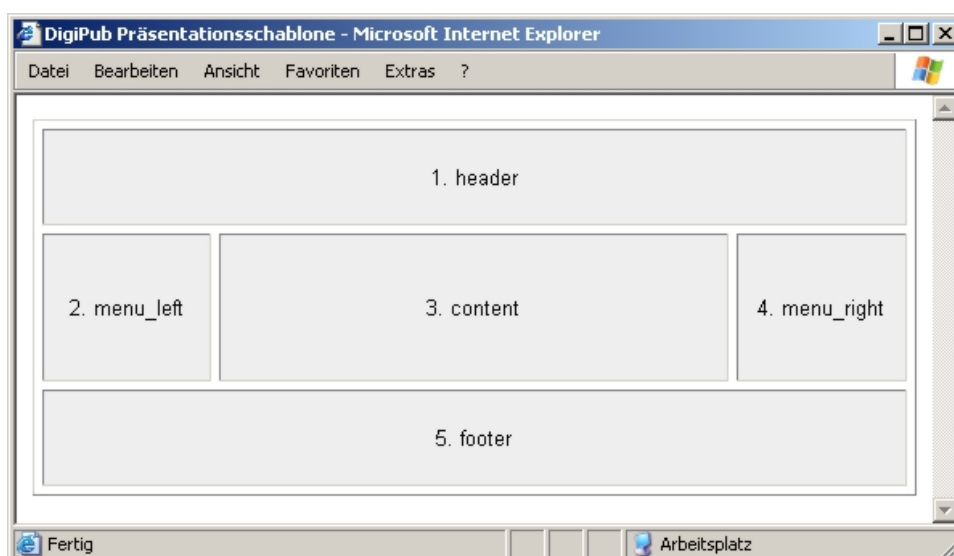 DigiPub Präsentationsschablone - Microsoft Internet Explorer
Datei Bearbeiten Ansicht Favoriten Extras ?
1. header
2. menu_left
3. content
4. menu_right
5. footer
Fertig
Arbeitsplatz